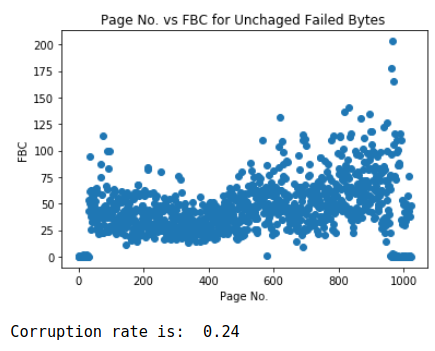 Page No. vs FBC for Unchaged Failed Bytes
200
175
150
125
100
75
50
25
0
FBC
0 200 400 600 800 1000
Page No.
Corruption rate is: 0.24